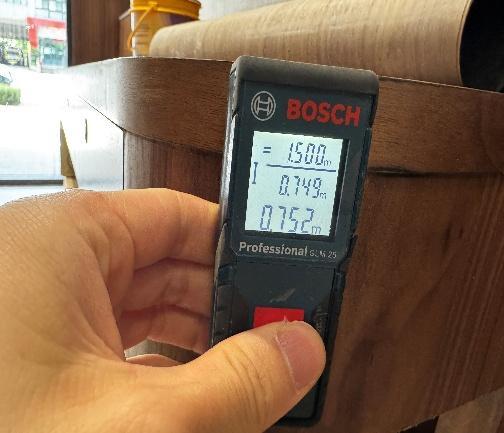 BOSCH
= 1.500m
0.749m
0.752m
Professional GLM 25